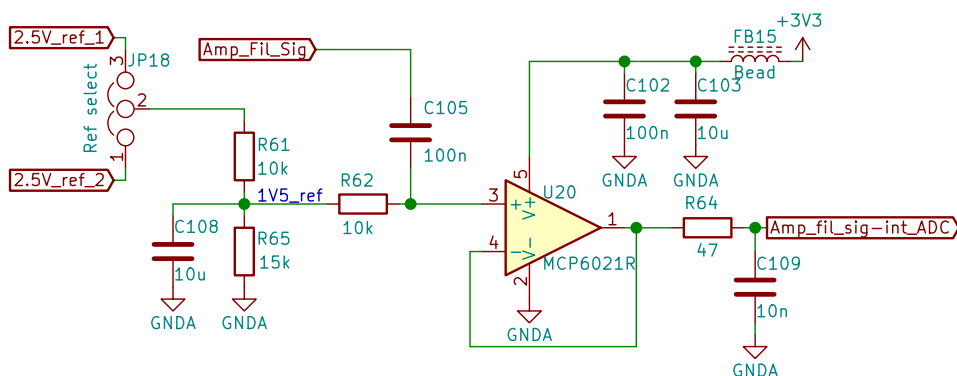 +3V3
2.5V_ref_1
Amp_Fil_Sig
FB15
3
JP18
Bead
Ref select
2
C102
C103
C105
100n
10u
R61
10k
100n
5
GNDA
GNDA
1
2.5V_ref_2
R62
U20
R64
1V5_ref
3
+
V+
1
Amp_fil_sig-int_ADC
C108
R65
10k
4
-
V-
MCP6021R
47
10u
15k
2
C109
10n
GNDA
GNDA
GNDA
GNDA